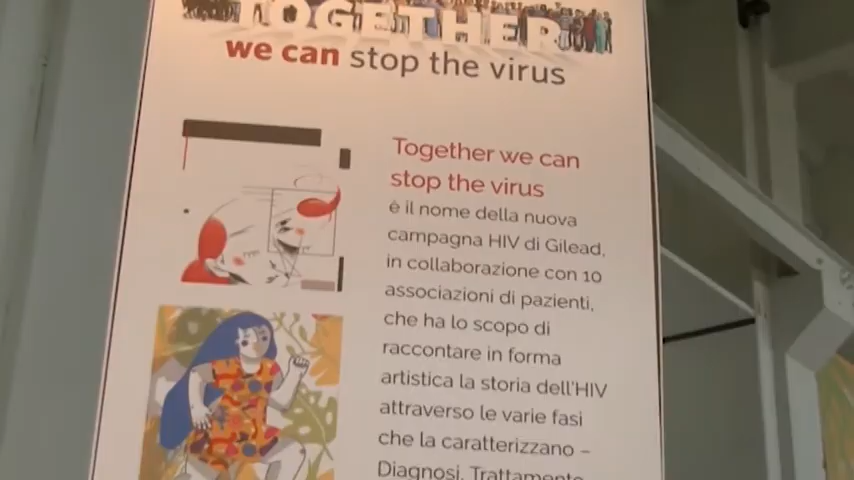 TOGETHER
we can stop the virus
Together we can
stop the virus
è il nome della nuova
campagna HIV di Gilead,
in collaborazione con 10
associazioni di pazienti,
che ha lo scopo di
raccontare in forma
artistica la storia dell'HIV
attraverso le varie fasi
che la caratterizzano –
Diagnosi, Trattamento